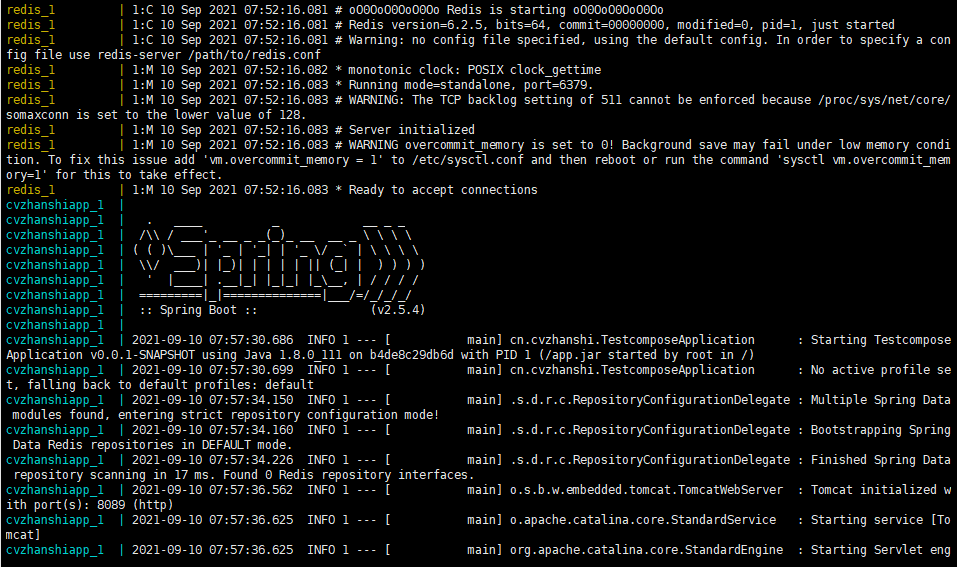 redis_1         | 1:C 10 Sep 2021 07:52:16.081 # oO0OoO0OoO0Oo Redis is starting oO0OoO0OoO0Oo
redis_1         | 1:C 10 Sep 2021 07:52:16.081 # Redis version=6.2.5, bits=64, commit=00000000, modified=0, pid=1, just started
redis_1         | 1:C 10 Sep 2021 07:52:16.081 # Warning: no config file specified, using the default config. In order to specify a con
fig file use redis-server /path/to/redis.conf
redis_1         | 1:M 10 Sep 2021 07:52:16.082 * monotonic clock: POSIX clock_gettime
redis_1         | 1:M 10 Sep 2021 07:52:16.083 * Running mode=standalone, port=6379.
redis_1         | 1:M 10 Sep 2021 07:52:16.083 # WARNING: The TCP backlog setting of 511 cannot be enforced because /proc/sys/net/core/
somaxconn is set to the lower value of 128.
redis_1         | 1:M 10 Sep 2021 07:52:16.083 # Server initialized
redis_1         | 1:M 10 Sep 2021 07:52:16.083 # WARNING overcommit_memory is set to 0! Background save may fail under low memory condi
tion. To fix this issue add 'vm.overcommit_memory = 1' to /etc/sysctl.conf and then reboot or run the command 'sysctl vm.overcommit_mem
ory=1' for this to take effect.
redis_1         | 1:M 10 Sep 2021 07:52:16.083 * Ready to accept connections
cvzhanshiapp_1  |
cvzhanshiapp_1  |   .   ____          _            __ _ _
cvzhanshiapp_1  |  /\\ / ___'_ __ _ _(_)_ __  __ _ \ \ \ \
cvzhanshiapp_1  | ( ( )\___ | '_ | '_| | '_ \/ _` | \ \ \ \
cvzhanshiapp_1  |  \\/  ___)| |_)| | | | | || (_| |  ) ) ) )
cvzhanshiapp_1  |   '  |____| .__|_| |_|_| |_\__, | / / / /
cvzhanshiapp_1  |  =========|_|==============|___/=/_/_/_/
cvzhanshiapp_1  |  :: Spring Boot ::                (v2.5.4)
cvzhanshiapp_1  |
cvzhanshiapp_1  | 2021-09-10 07:57:30.686  INFO 1 --- [           main] cn.cvzhanshi.TestcomposeApplication      : Starting Testcompose
Application v0.0.1-SNAPSHOT using Java 1.8.0_111 on b4de8c29db6d with PID 1 (/app.jar started by root in /)
cvzhanshiapp_1  | 2021-09-10 07:57:30.699  INFO 1 --- [           main] cn.cvzhanshi.TestcomposeApplication      : No active profile se
t, falling back to default profiles: default
cvzhanshiapp_1  | 2021-09-10 07:57:34.150  INFO 1 --- [           main] .s.d.r.c.RepositoryConfigurationDelegate : Multiple Spring Data
 modules found, entering strict repository configuration mode!
cvzhanshiapp_1  | 2021-09-10 07:57:34.160  INFO 1 --- [           main] .s.d.r.c.RepositoryConfigurationDelegate : Bootstrapping Spring
 Data Redis repositories in DEFAULT mode.
cvzhanshiapp_1  | 2021-09-10 07:57:34.226  INFO 1 --- [           main] .s.d.r.c.RepositoryConfigurationDelegate : Finished Spring Data
 repository scanning in 17 ms. Found 0 Redis repository interfaces.
cvzhanshiapp_1  | 2021-09-10 07:57:36.562  INFO 1 --- [           main] o.s.b.w.embedded.tomcat.TomcatWebServer  : Tomcat initialized w
ith port(s): 8089 (http)
cvzhanshiapp_1  | 2021-09-10 07:57:36.625  INFO 1 --- [           main] o.apache.catalina.core.StandardService   : Starting service [To
mcat]
cvzhanshiapp_1  | 2021-09-10 07:57:36.625  INFO 1 --- [           main] org.apache.catalina.core.StandardEngine  : Starting Servlet eng